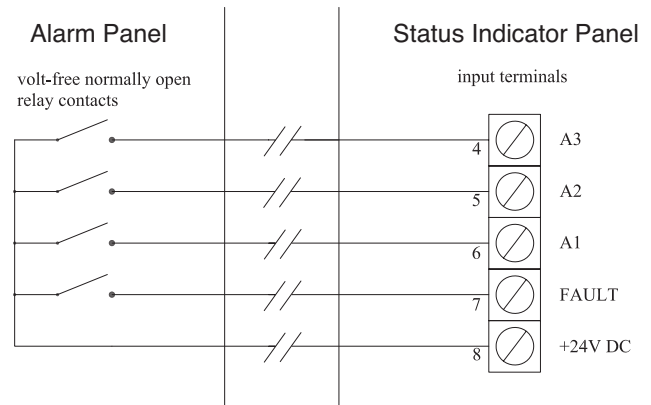 Alarm Panel
Status Indicator Panel
volt-free normally open
relay contacts
input terminals
4 A3
5 A2
6 A1
7 FAULT
8 +24V DC